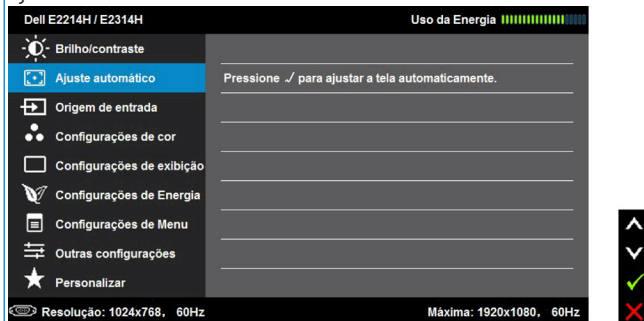 Dell E2214H / E2314H Uso da Energia
Brilho/contraste
Ajuste automático Pressione ✓ para ajustar a tela automaticamente.
Origem de entrada
Configurações de cor
Configurações de exibição
Configurações de Energia
Configurações de Menu
Outras configurações
Personalizar
Resolução: 1024x768, 60Hz Máxima: 1920x1080, 60Hz